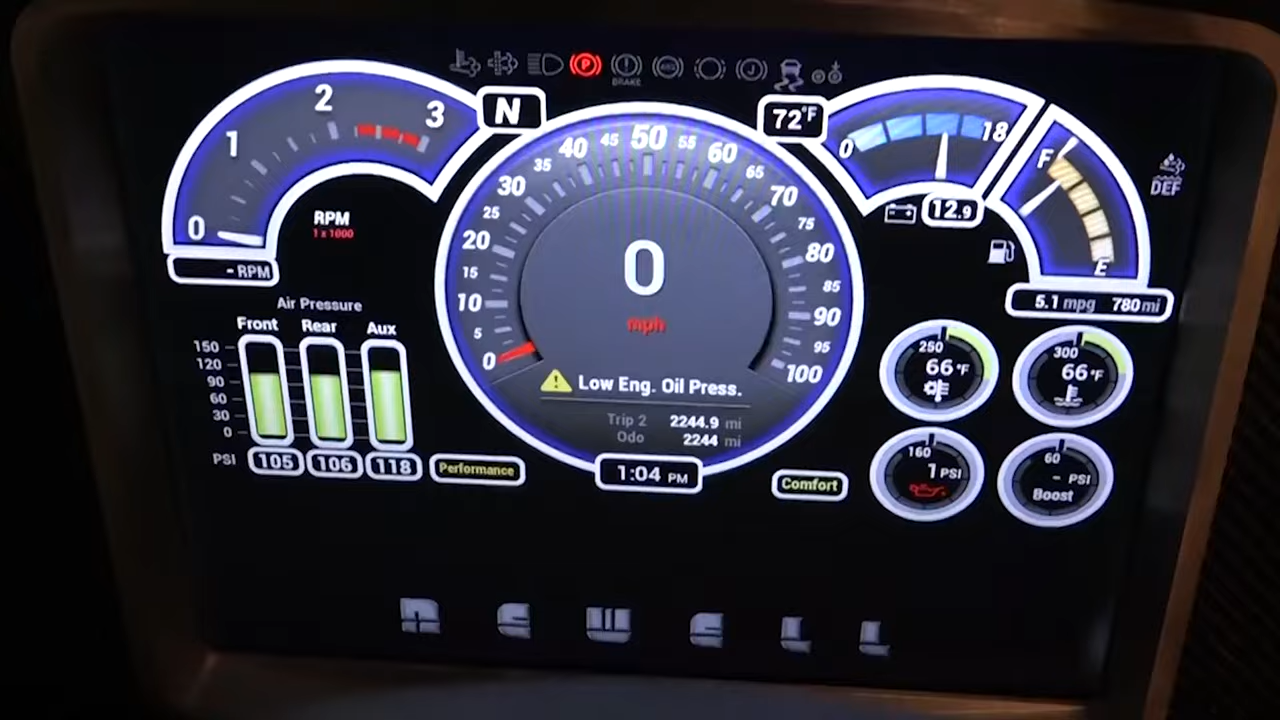 P
BRAKE
ABS
J
N
72°F
0 1 2 3
RPM
1 x 1000
- RPM
0 5 10 15 20 25 30 35 40 45 50 55 60 65 70 75 80 85 90 95 100
0
mph
Low Eng. Oil Press.
Trip 2 2244.9 mi
Odo 2244 mi
1:04 PM
0 18
12.9
F
E
DEF
5.1 mpg 780 mi
Air Pressure
Front Rear Aux
150
120
90
60
30
0
PSI 105 106 118
Performance
Comfort
250
66°F
300
66°F
160
1 PSI
60
- PSI
Boost